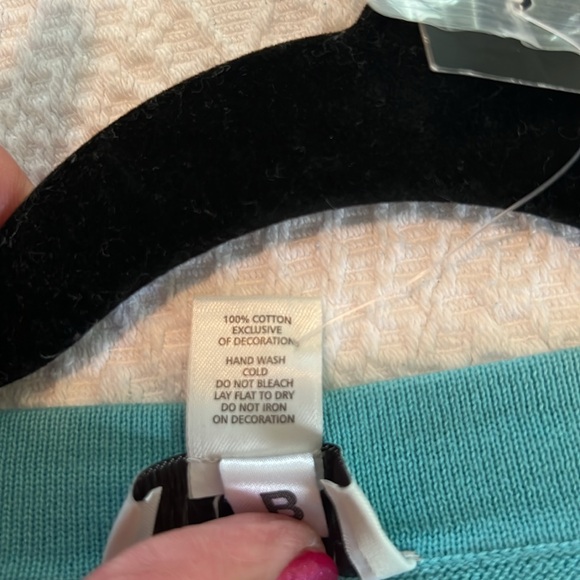 100% COTTON
EXCLUSIVE
OF DECORATION
HAND WASH
COLD
DO NOT BLEACH
LAY FLAT TO DRY
DO NOT IRON
ON DECORATION
B